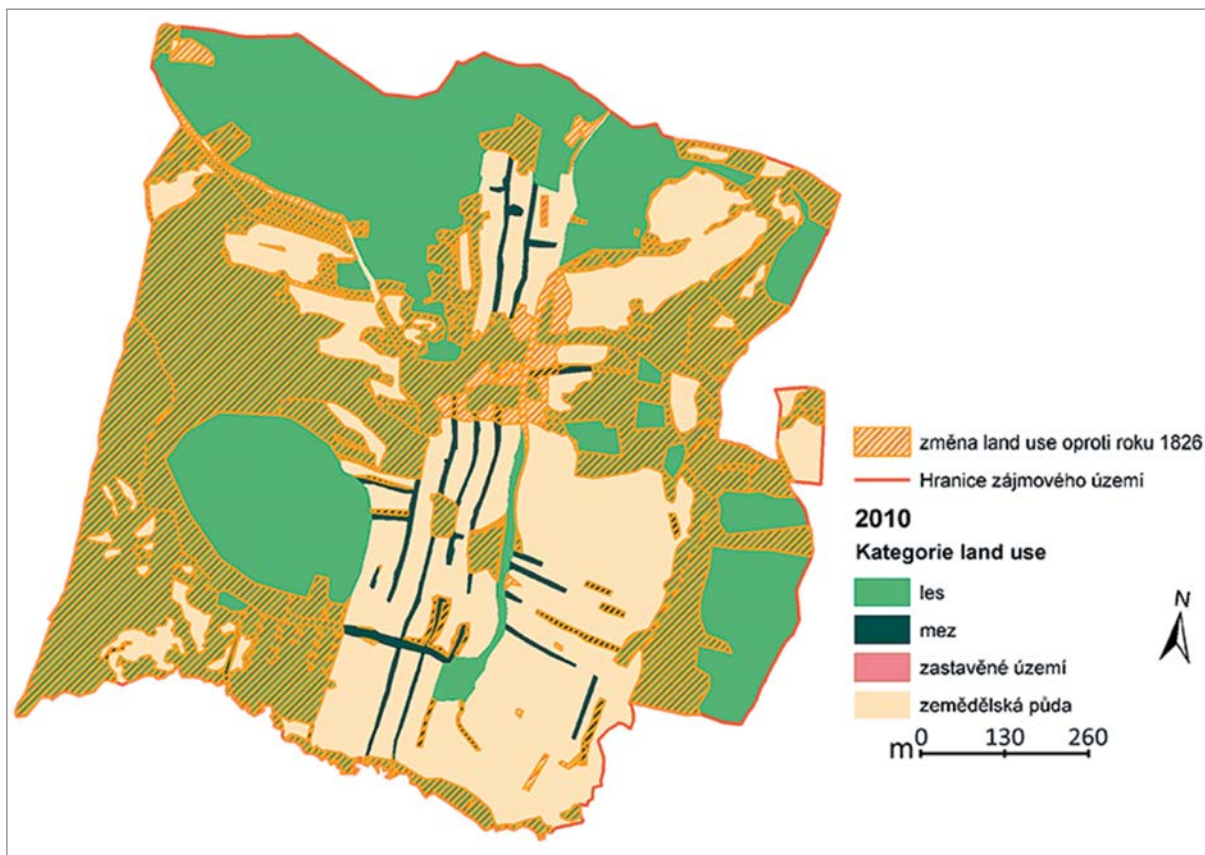 změna land use oproti roku 1826
Hranice zájmového území
2010
Kategorie land use
les
mez
zastavěné území
zemědělská půda
N
m 0 130 260